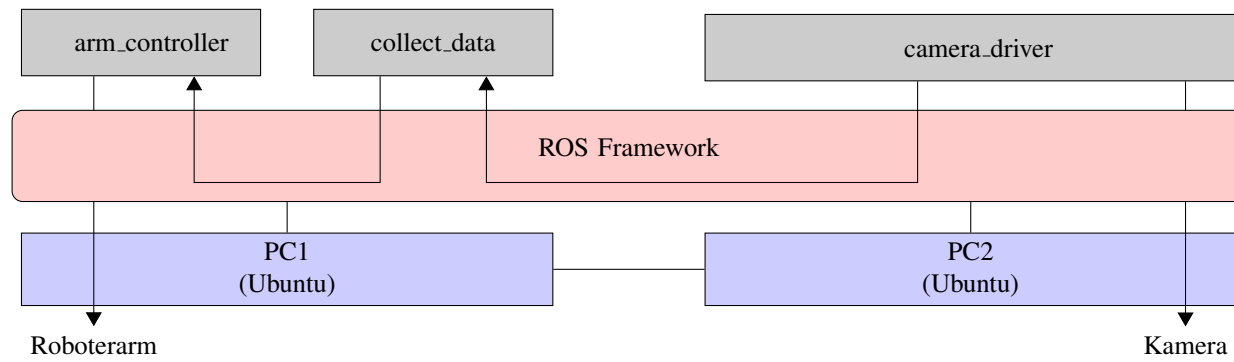 arm_controller
collect_data
camera_driver
ROS Framework
PC1
(Ubuntu)
PC2
(Ubuntu)
Roboterarm
Kamera